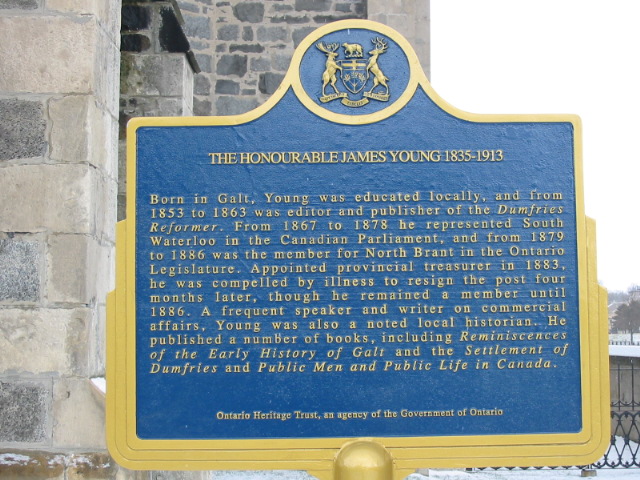 THE HONOURABLE JAMES YOUNG 1835-1913
Born in Galt, Young was educated locally, and from
1853 to 1863 was editor and publisher of the Dumfries
Reformer. From 1867 to 1878 he represented South
Waterloo in the Canadian Parliament, and from 1879
to 1886 was the member for North Brant in the Ontario
Legislature. Appointed provincial treasurer in 1883,
he was compelled by illness to resign the post four
months later, though he remained a member until
1886. A frequent speaker and writer on commercial
affairs, Young was also a noted local historian. He
published a number of books, including Reminiscences
of the Early History of Galt and the Settlement of
Dumfries and Public Men and Public Life in Canada.
Ontario Heritage Trust, an agency of the Government of Ontario